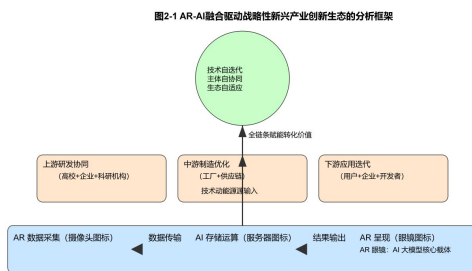 图2-1 AR-AI融合驱动战略性新兴产业创新生态的分析框架
技术自迭代
主体自协同
生态自适应
全链条赋能转化价值
上游研发协同
(高校+企业+科研机构)
中游制造优化
(工厂+供应链)
技术动能源源输入
下游应用迭代
(用户+企业+开发者)
AR 数据采集(摄像头图标)
数据传输
AI 存储运算(服务器图标)
结果输出
AR 呈现(眼镜图标)
AR 眼镜:AI 大模型核心载体